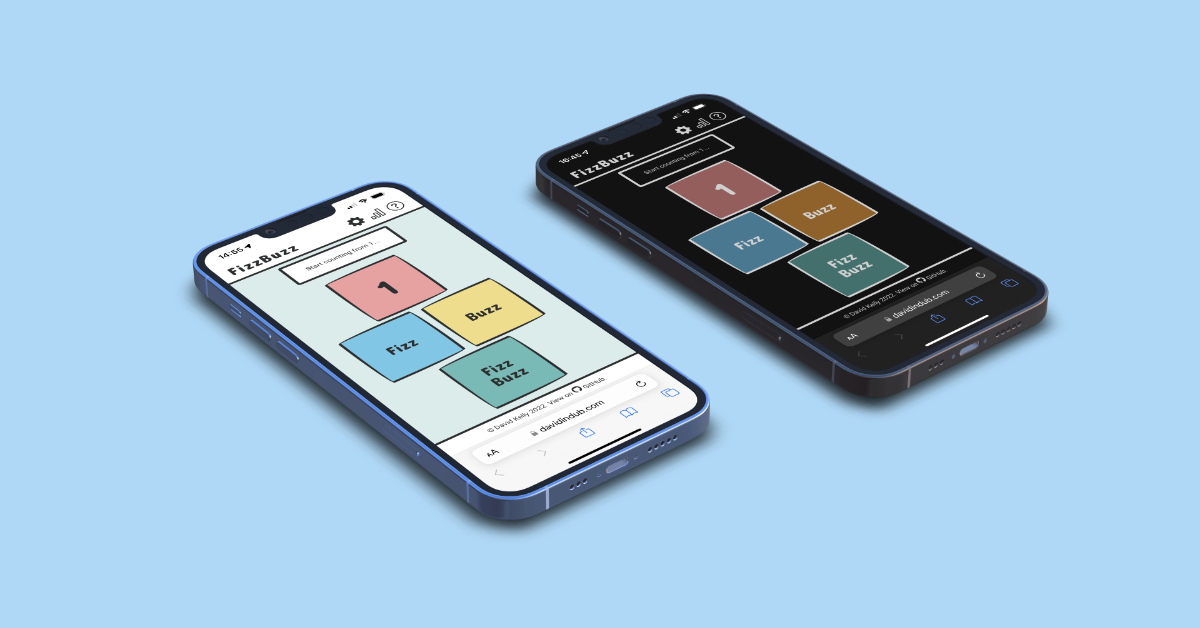 14:55
FizzBuzz
Start counting from 1...
1
Fizz
Buzz
Fizz
Buzz
© David Kelly 2022. View on GitHub.
AA
davidindub.com
16:45
FizzBuzz
Start counting from 1...
1
Fizz
Buzz
Fizz
Buzz
© David Kelly 2022. View on GitHub.
AA
davidindub.com